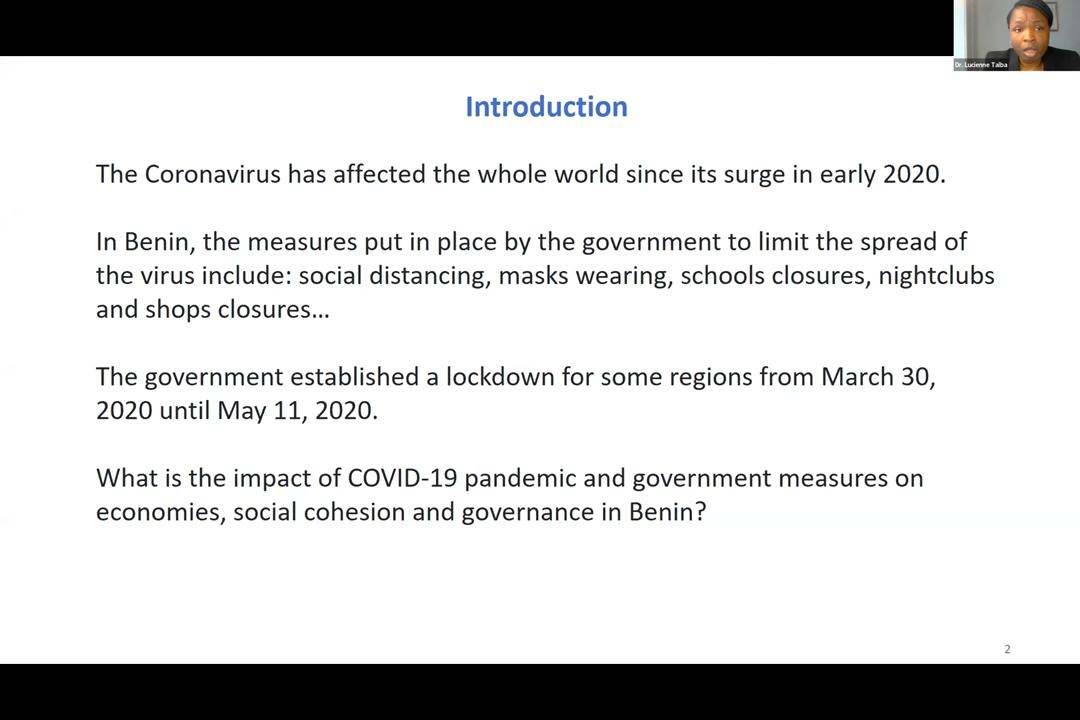 Dr. Lucienne Talba
Introduction
The Coronavirus has affected the whole world since its surge in early 2020.
In Benin, the measures put in place by the government to limit the spread of
the virus include: social distancing, masks wearing, schools closures, nightclubs
and shops closures…
The government established a lockdown for some regions from March 30,
2020 until May 11, 2020.
What is the impact of COVID-19 pandemic and government measures on
economies, social cohesion and governance in Benin?
2